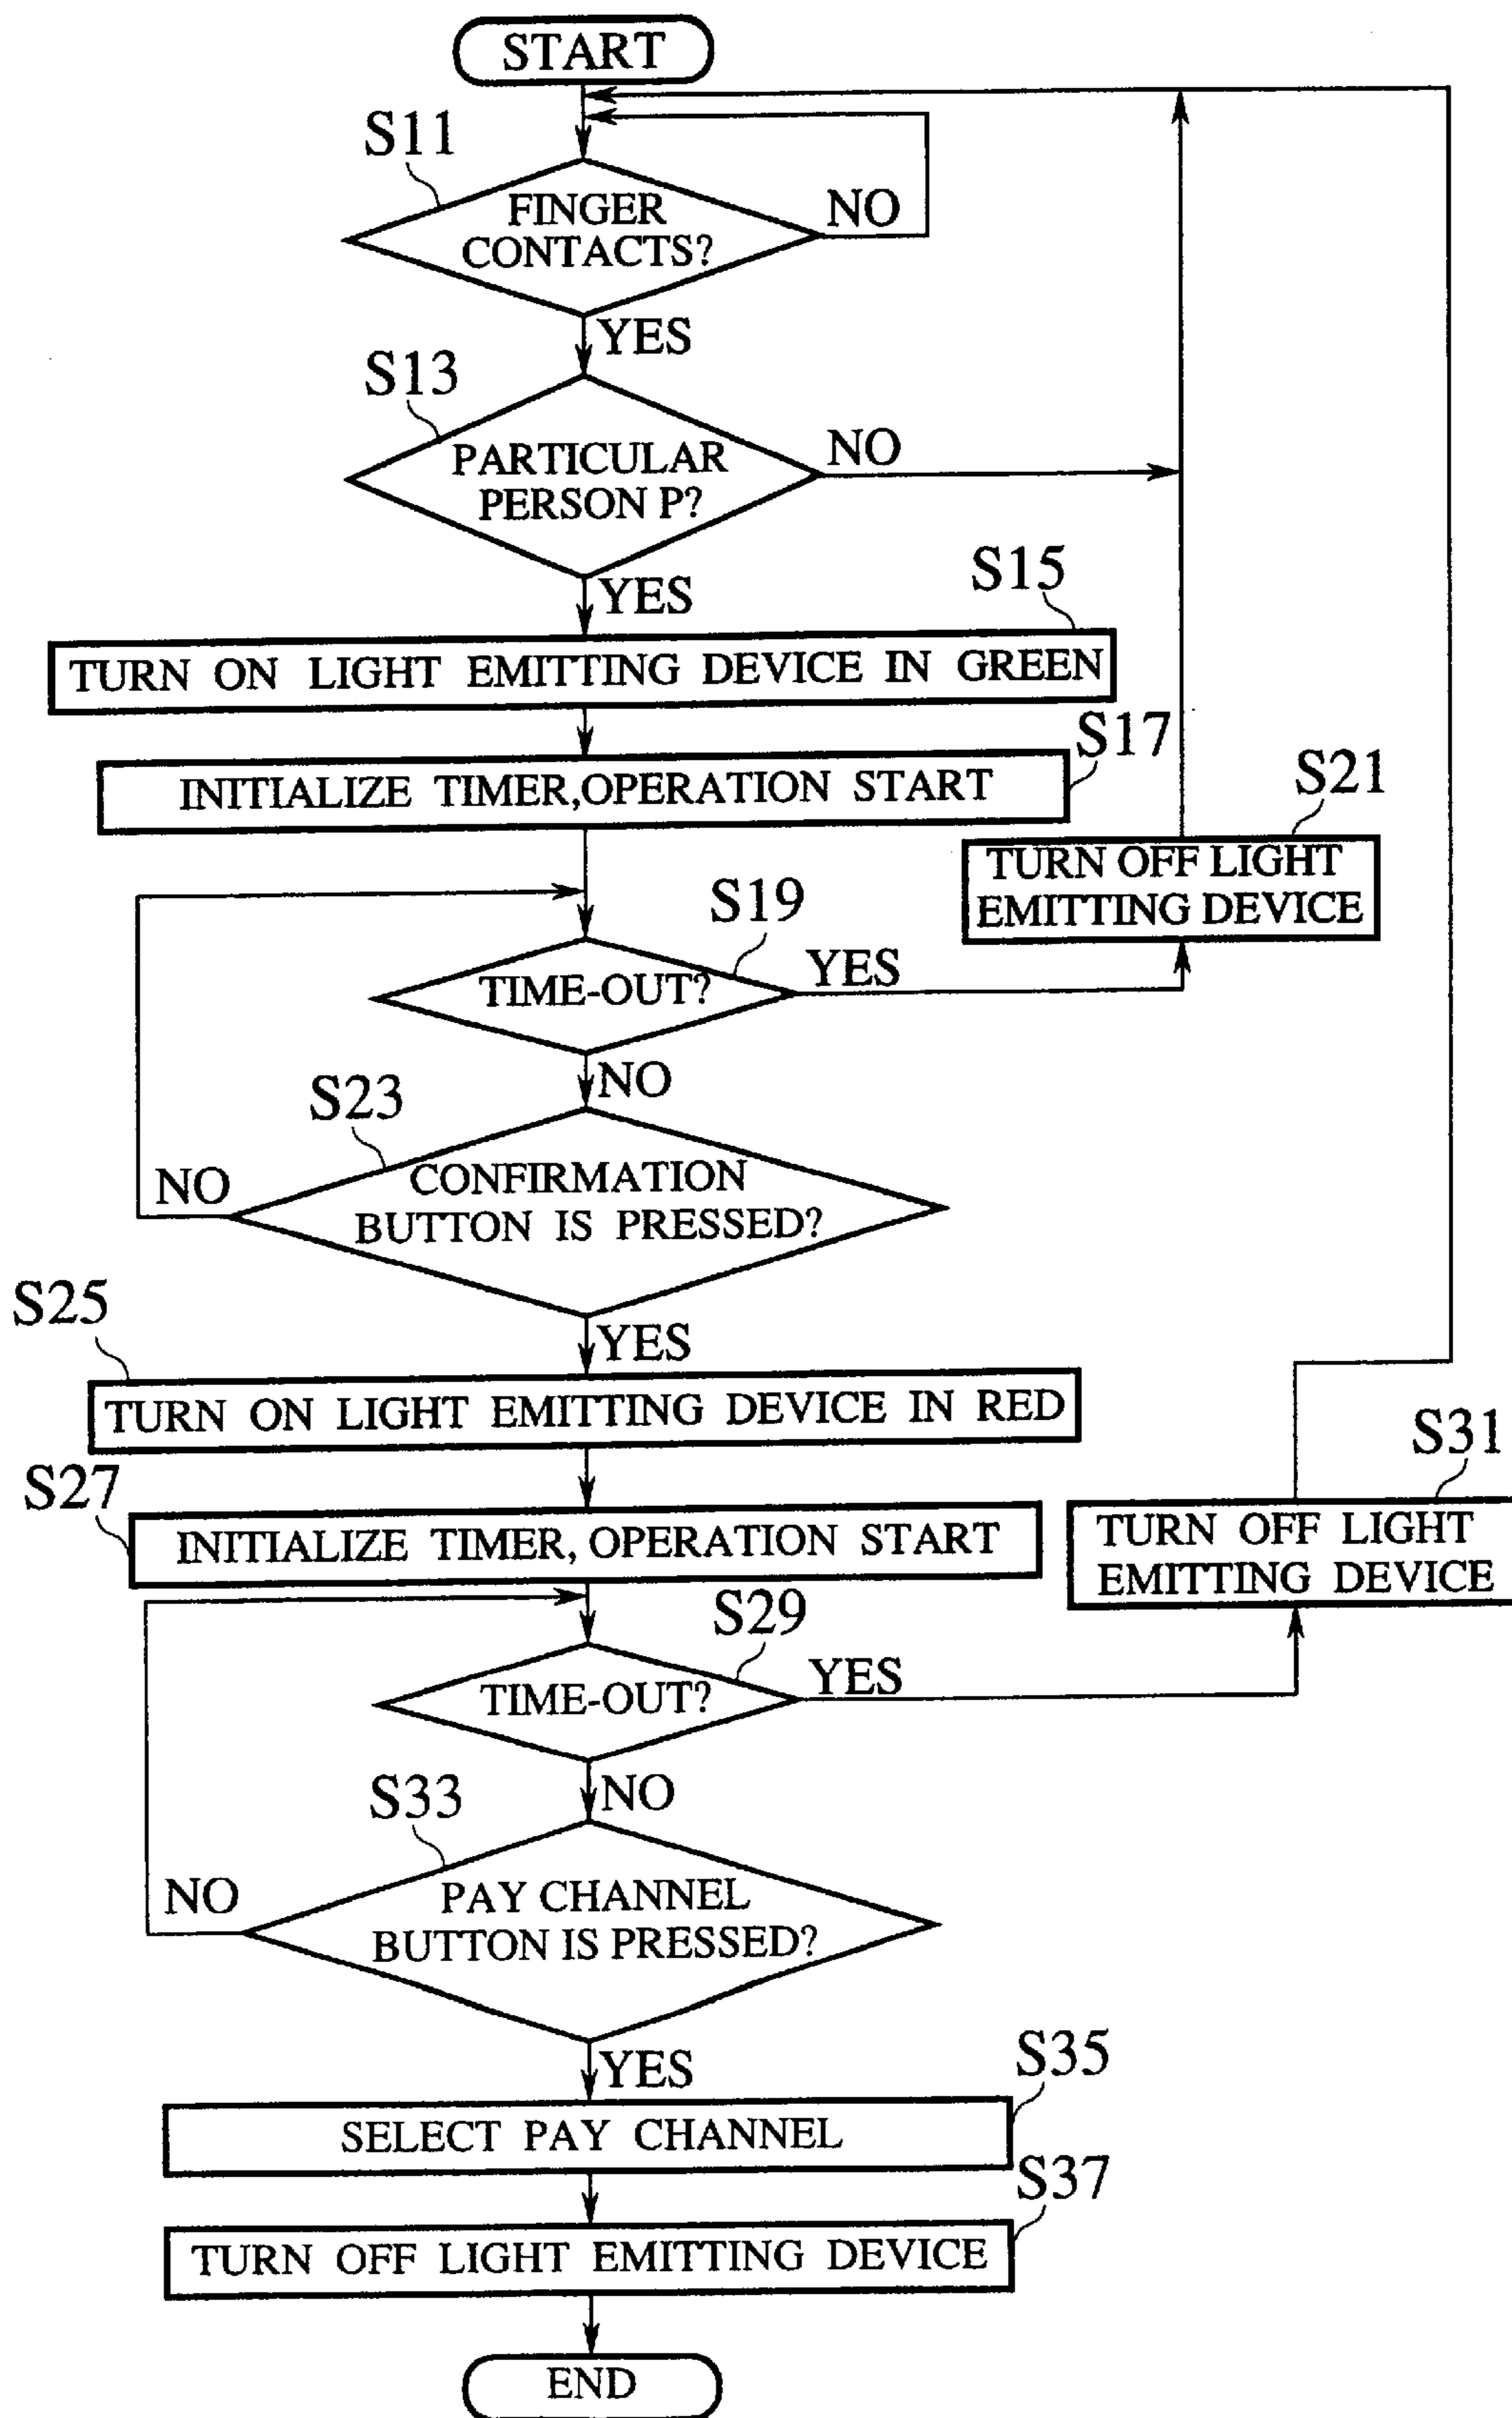 START
S11
FINGER
CONTACTS?
NO
YES
S13
PARTICULAR
PERSON P?
NO
YES
S15
TURN ON LIGHT EMITTING DEVICE IN GREEN
S17
INITIALIZE TIMER,OPERATION START
S21
TURN OFF LIGHT
EMITTING DEVICE
S19
TIME-OUT?
YES
NO
S23
CONFIRMATION
BUTTON IS PRESSED?
NO
YES
S25
TURN ON LIGHT EMITTING DEVICE IN RED
S27
INITIALIZE TIMER, OPERATION START
S31
TURN OFF LIGHT
EMITTING DEVICE
S29
TIME-OUT?
YES
NO
S33
PAY CHANNEL
BUTTON IS PRESSED?
NO
YES
S35
SELECT PAY CHANNEL
S37
TURN OFF LIGHT EMITTING DEVICE
END